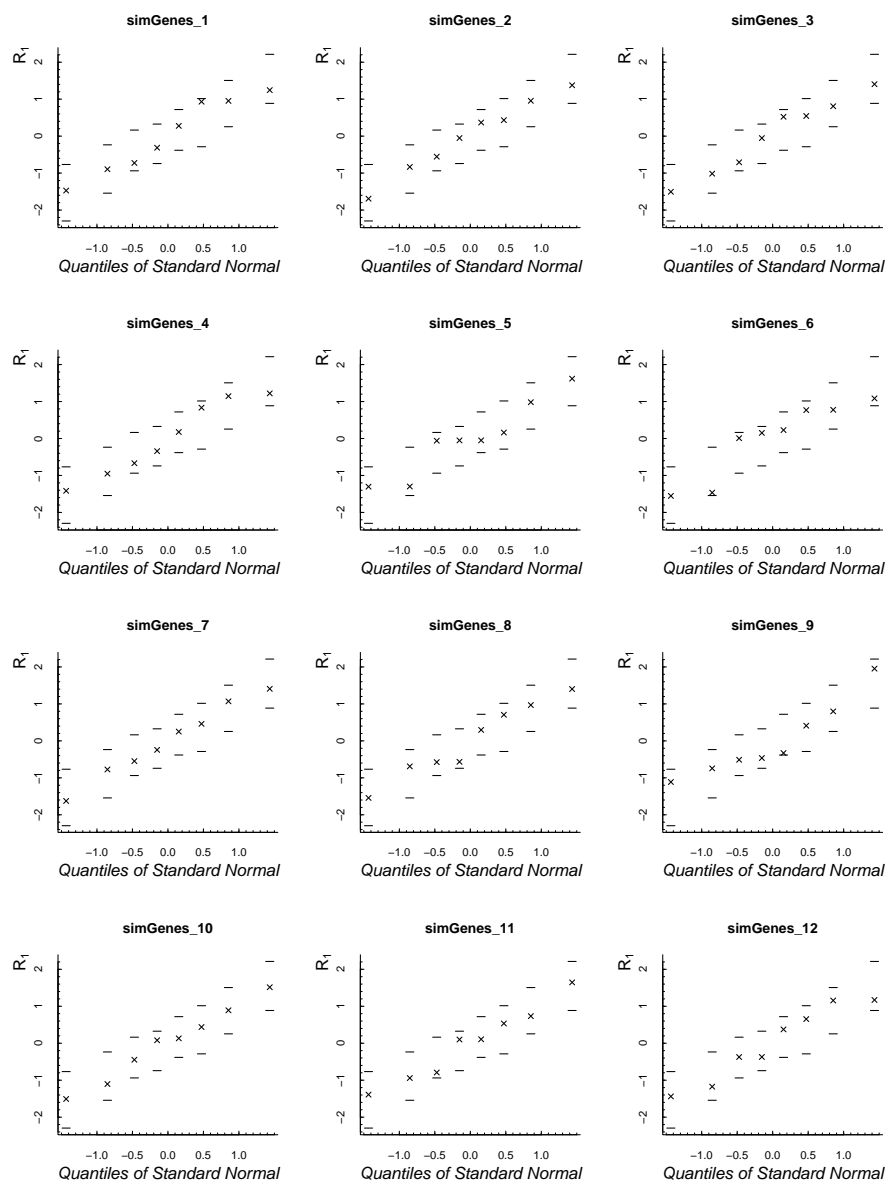 simGenes_1 simGenes_2 simGenes_3
R1 R1 R1
2 2 2
1 1 1
0 0 0
−1 −1 −1
−2 −2 −2
−1.0 −0.5 0.0 0.5 1.0 −1.0 −0.5 0.0 0.5 1.0 −1.0 −0.5 0.0 0.5 1.0
Quantiles of Standard Normal Quantiles of Standard Normal Quantiles of Standard Normal
simGenes_4 simGenes_5 simGenes_6
R1 R1 R1
2 2 2
1 1 1
0 0 0
−1 −1 −1
−2 −2 −2
−1.0 −0.5 0.0 0.5 1.0 −1.0 −0.5 0.0 0.5 1.0 −1.0 −0.5 0.0 0.5 1.0
Quantiles of Standard Normal Quantiles of Standard Normal Quantiles of Standard Normal
simGenes_7 simGenes_8 simGenes_9
R1 R1 R1
2 2 2
1 1 1
0 0 0
−1 −1 −1
−2 −2 −2
−1.0 −0.5 0.0 0.5 1.0 −1.0 −0.5 0.0 0.5 1.0 −1.0 −0.5 0.0 0.5 1.0
Quantiles of Standard Normal Quantiles of Standard Normal Quantiles of Standard Normal
simGenes_10 simGenes_11 simGenes_12
R1 R1 R1
2 2 2
1 1 1
0 0 0
−1 −1 −1
−2 −2 −2
−1.0 −0.5 0.0 0.5 1.0 −1.0 −0.5 0.0 0.5 1.0 −1.0 −0.5 0.0 0.5 1.0
Quantiles of Standard Normal Quantiles of Standard Normal Quantiles of Standard Normal